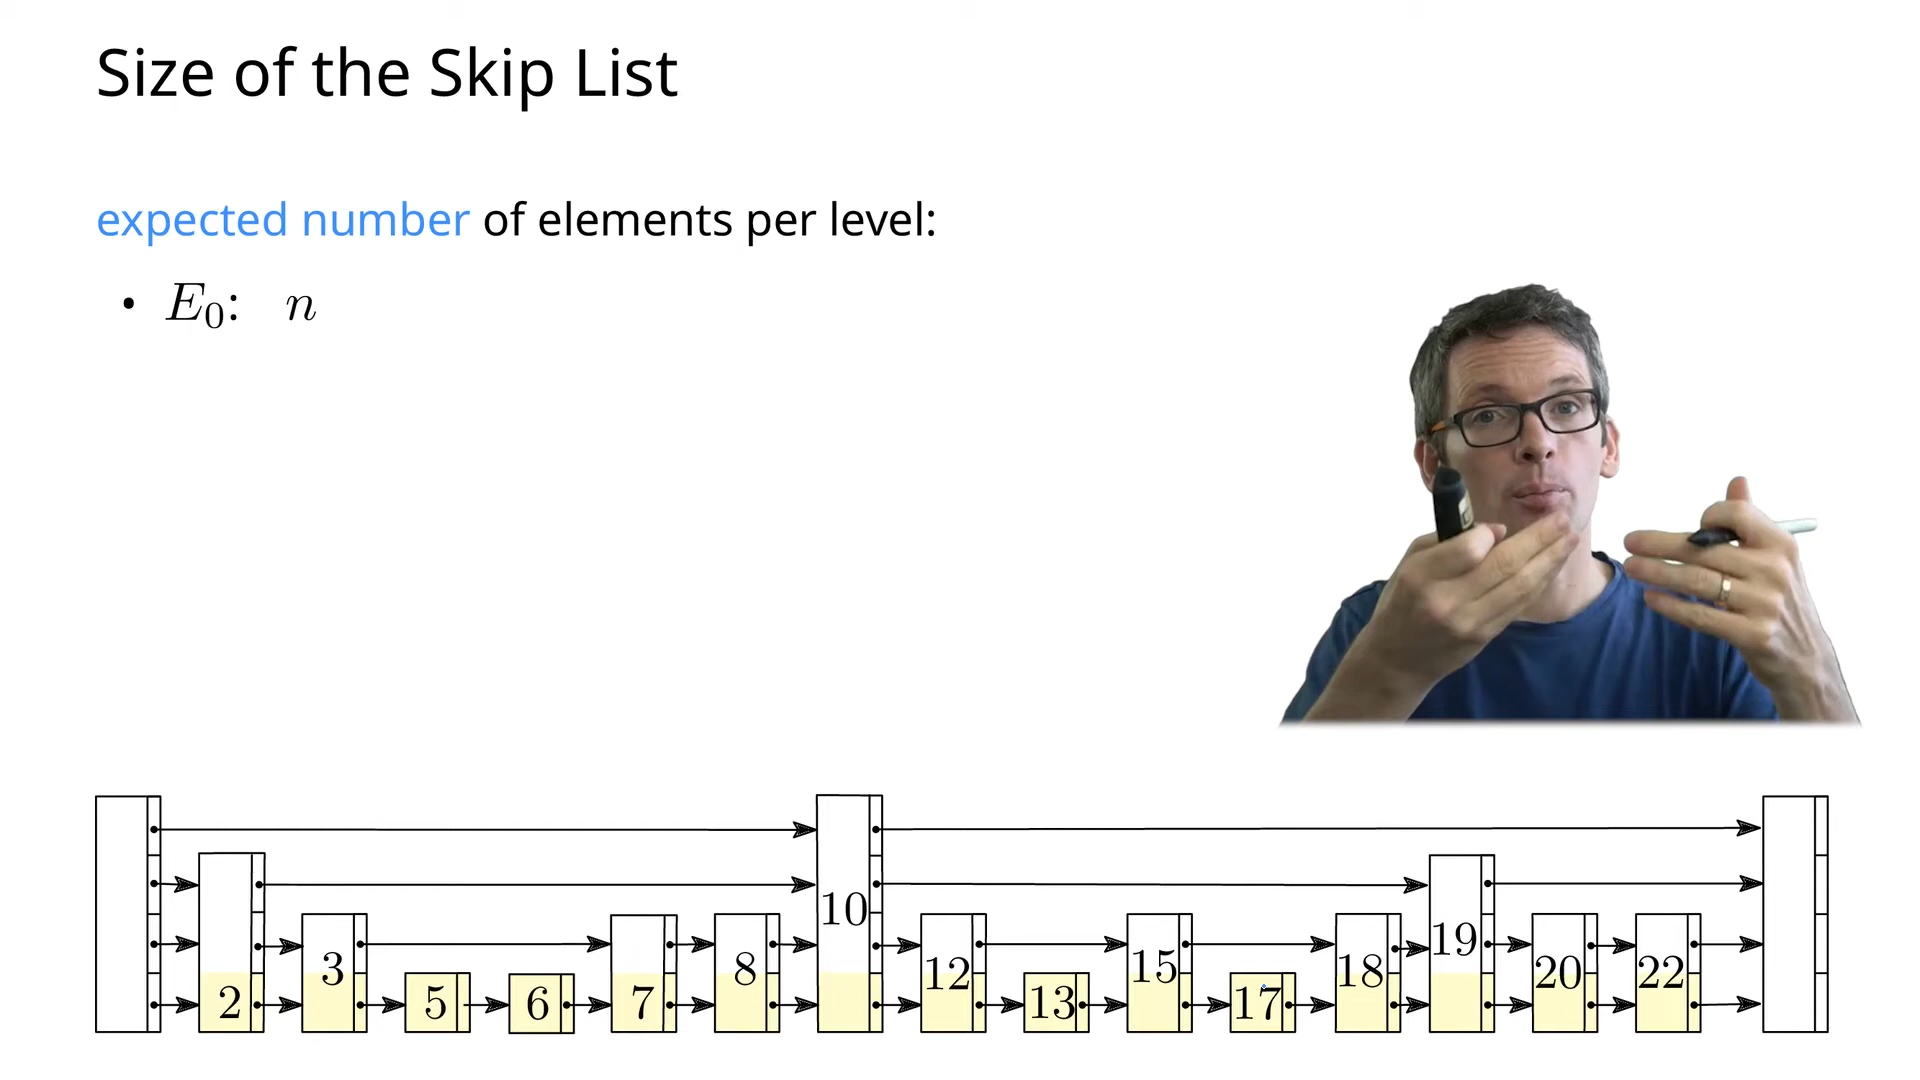 Size of the Skip List
expected number of elements per level:
• E₀: n
2 3 5 6 7 8 10 12 13 15 17 18 19 20 22